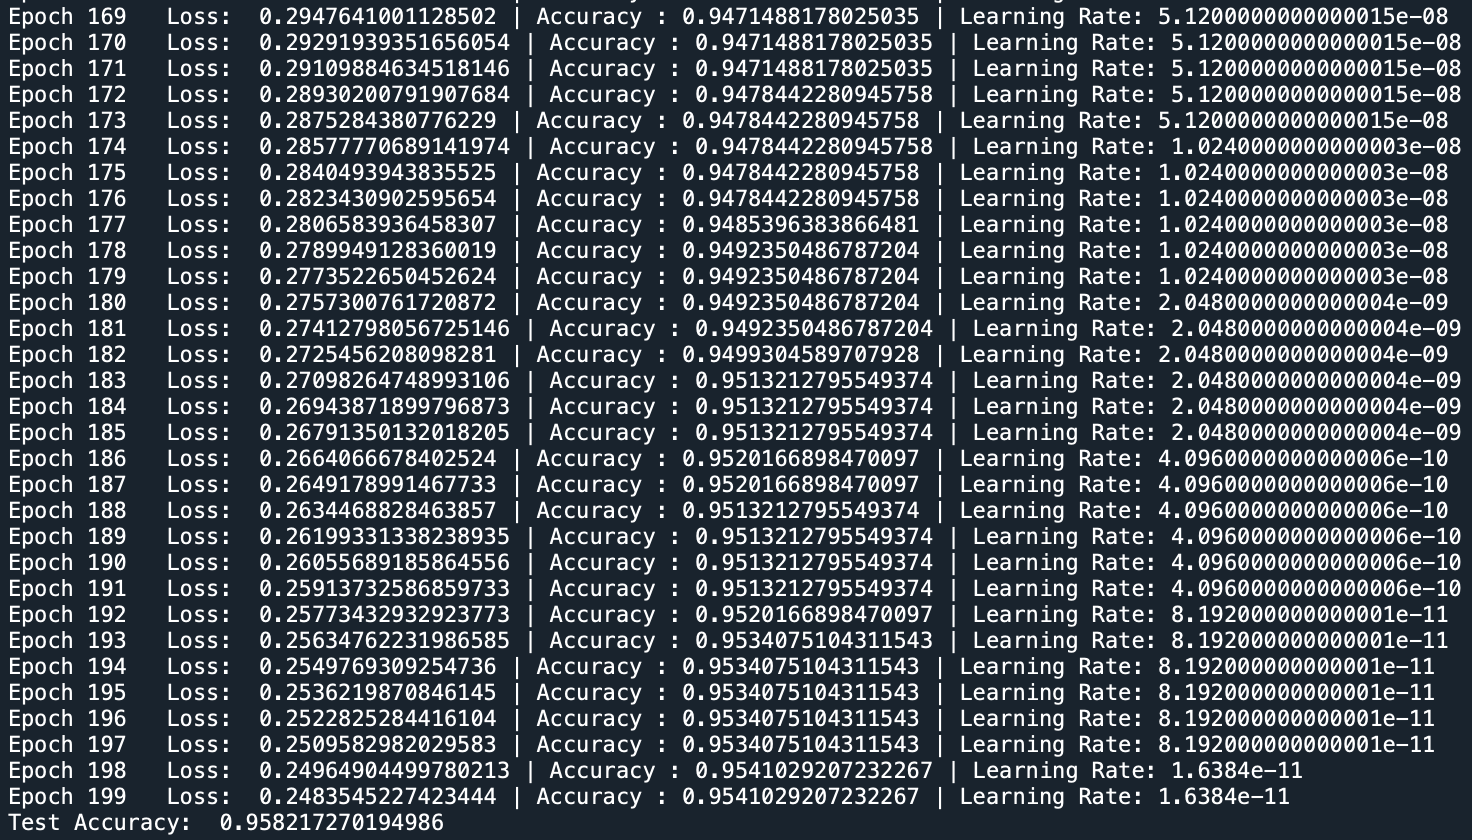 Epoch 169   Loss:  0.2947641001128502 | Accuracy : 0.9471488178025035 | Learning Rate: 5.1200000000000015e-08
Epoch 170   Loss:  0.29291939351656054 | Accuracy : 0.9471488178025035 | Learning Rate: 5.1200000000000015e-08
Epoch 171   Loss:  0.29109884634518146 | Accuracy : 0.9471488178025035 | Learning Rate: 5.1200000000000015e-08
Epoch 172   Loss:  0.28930200791907684 | Accuracy : 0.9478442280945758 | Learning Rate: 5.1200000000000015e-08
Epoch 173   Loss:  0.2875284380776229 | Accuracy : 0.9478442280945758 | Learning Rate: 5.1200000000000015e-08
Epoch 174   Loss:  0.28577770689141974 | Accuracy : 0.9478442280945758 | Learning Rate: 1.0240000000000003e-08
Epoch 175   Loss:  0.2840493943835525 | Accuracy : 0.9478442280945758 | Learning Rate: 1.0240000000000003e-08
Epoch 176   Loss:  0.2823430902595654 | Accuracy : 0.9478442280945758 | Learning Rate: 1.0240000000000003e-08
Epoch 177   Loss:  0.2806583936458307 | Accuracy : 0.9485396383866481 | Learning Rate: 1.0240000000000003e-08
Epoch 178   Loss:  0.2789949128360019 | Accuracy : 0.9492350486787204 | Learning Rate: 1.0240000000000003e-08
Epoch 179   Loss:  0.2773522650452624 | Accuracy : 0.9492350486787204 | Learning Rate: 1.0240000000000003e-08
Epoch 180   Loss:  0.2757300761720872 | Accuracy : 0.9492350486787204 | Learning Rate: 2.0480000000000004e-09
Epoch 181   Loss:  0.27412798056725146 | Accuracy : 0.9492350486787204 | Learning Rate: 2.0480000000000004e-09
Epoch 182   Loss:  0.2725456208098281 | Accuracy : 0.9499304589707928 | Learning Rate: 2.0480000000000004e-09
Epoch 183   Loss:  0.27098264748993106 | Accuracy : 0.9513212795549374 | Learning Rate: 2.0480000000000004e-09
Epoch 184   Loss:  0.26943871899796873 | Accuracy : 0.9513212795549374 | Learning Rate: 2.0480000000000004e-09
Epoch 185   Loss:  0.26791350132018205 | Accuracy : 0.9513212795549374 | Learning Rate: 2.0480000000000004e-09
Epoch 186   Loss:  0.2664066678402524 | Accuracy : 0.9520166898470097 | Learning Rate: 4.0960000000000006e-10
Epoch 187   Loss:  0.2649178991467733 | Accuracy : 0.9520166898470097 | Learning Rate: 4.0960000000000006e-10
Epoch 188   Loss:  0.2634468828463857 | Accuracy : 0.9513212795549374 | Learning Rate: 4.0960000000000006e-10
Epoch 189   Loss:  0.26199331338238935 | Accuracy : 0.9513212795549374 | Learning Rate: 4.0960000000000006e-10
Epoch 190   Loss:  0.26055689185864556 | Accuracy : 0.9513212795549374 | Learning Rate: 4.0960000000000006e-10
Epoch 191   Loss:  0.25913732586859733 | Accuracy : 0.9513212795549374 | Learning Rate: 4.0960000000000006e-10
Epoch 192   Loss:  0.25773432932923773 | Accuracy : 0.9520166898470097 | Learning Rate: 8.192000000000001e-11
Epoch 193   Loss:  0.25634762231986585 | Accuracy : 0.9534075104311543 | Learning Rate: 8.192000000000001e-11
Epoch 194   Loss:  0.2549769309254736 | Accuracy : 0.9534075104311543 | Learning Rate: 8.192000000000001e-11
Epoch 195   Loss:  0.2536219870846145 | Accuracy : 0.9534075104311543 | Learning Rate: 8.192000000000001e-11
Epoch 196   Loss:  0.2522825284416104 | Accuracy : 0.9534075104311543 | Learning Rate: 8.192000000000001e-11
Epoch 197   Loss:  0.2509582982029583 | Accuracy : 0.9534075104311543 | Learning Rate: 8.192000000000001e-11
Epoch 198   Loss:  0.24964904499780213 | Accuracy : 0.9541029207232267 | Learning Rate: 1.6384e-11
Epoch 199   Loss:  0.2483545227423444 | Accuracy : 0.9541029207232267 | Learning Rate: 1.6384e-11
Test Accuracy:  0.958217270194986